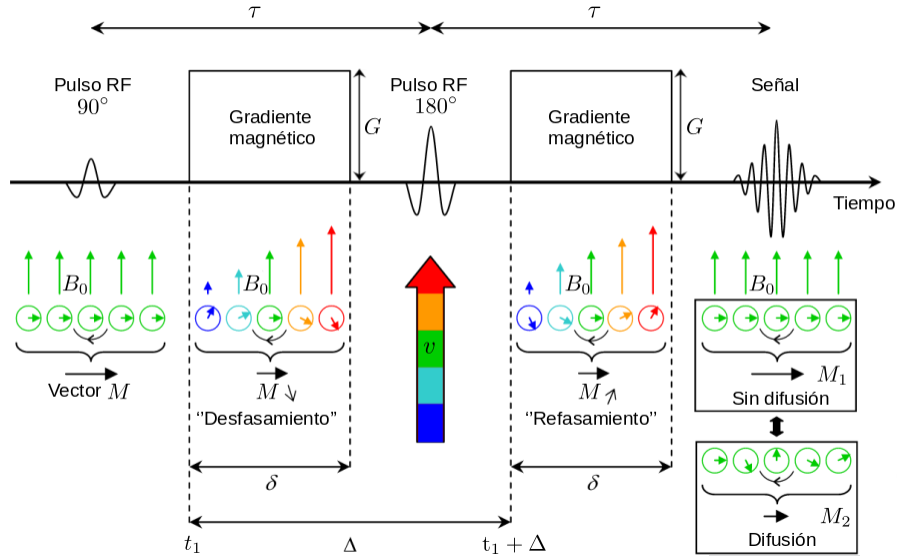 τ
τ
Pulso RF
90°
Gradiente
magnético
G
Pulso RF
180°
Gradiente
magnético
G
Señal
Tiempo
B₀
B₀
B₀
B₀
v
Vector M
M
‘‘Desfasamiento’’
M
‘‘Refasamiento’’
M₁
Sin difusión
M₂
Difusión
δ
δ
t₁
Δ
t₁ + Δ